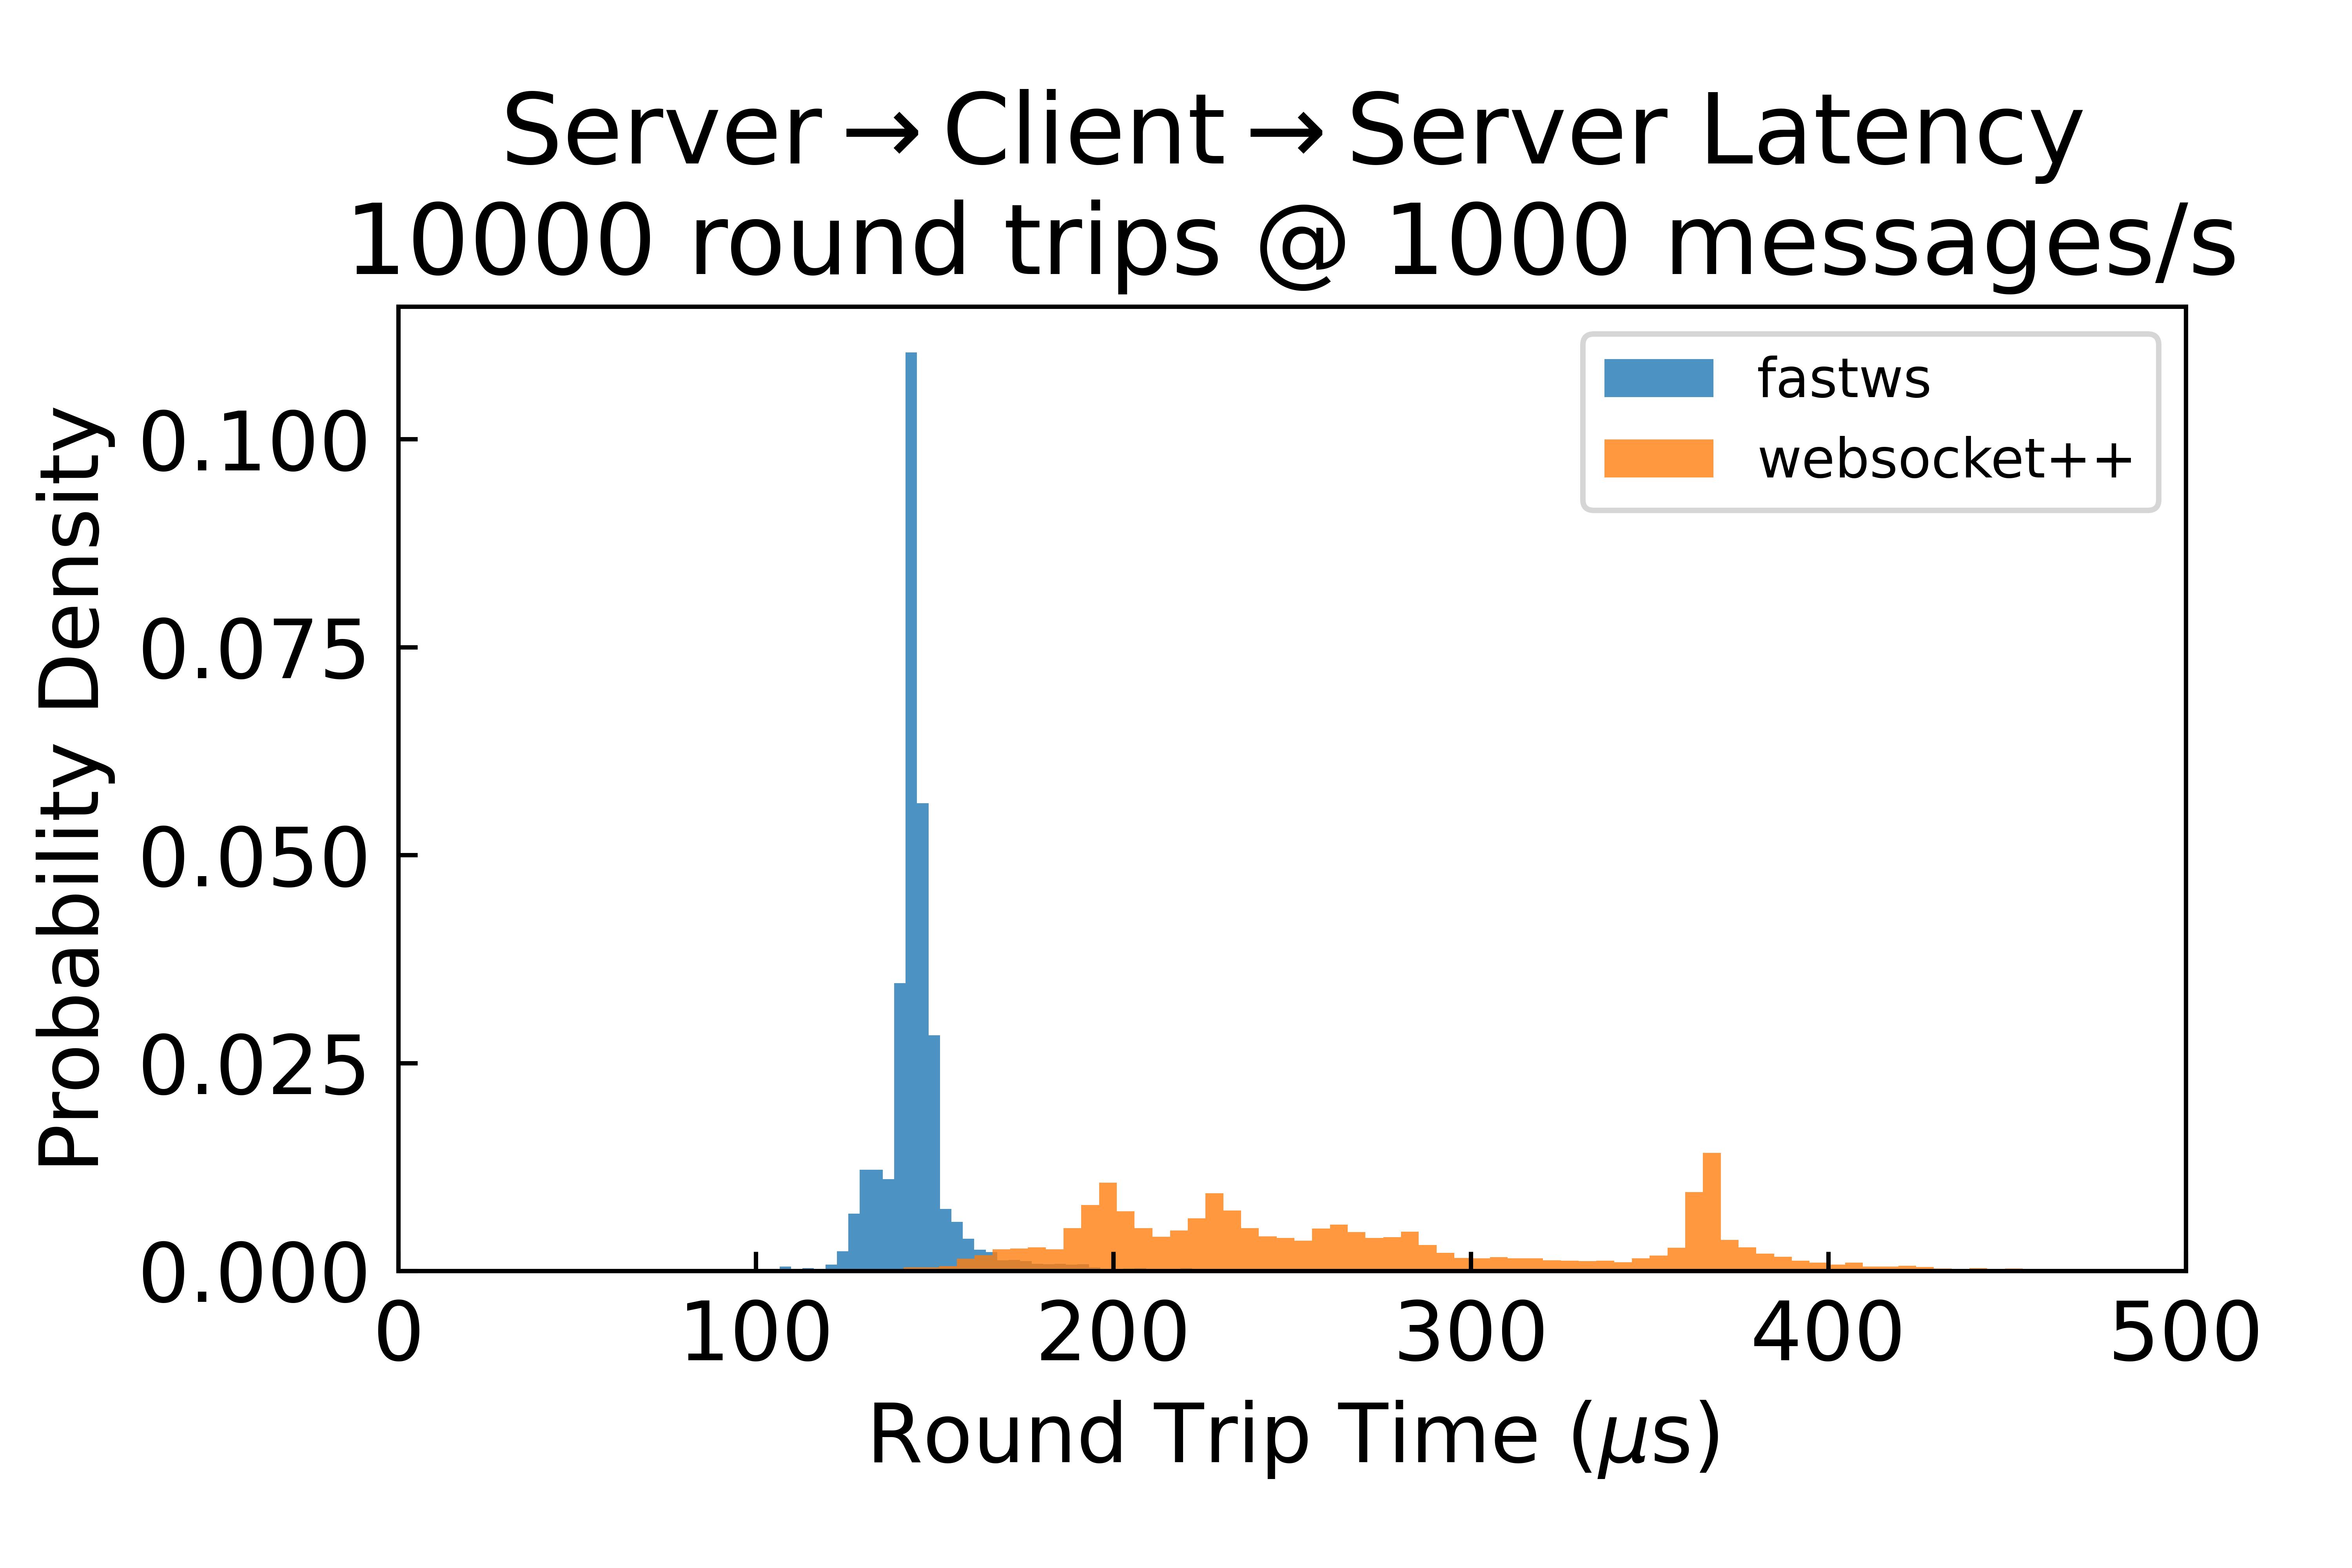 Server→Client→Server Latency
10000 round trips @ 1000 messages/s
fastws
websocket++
Probability Density
0.100
0.075
0.050
0.025
0.000
0 100 200 300 400 500
Round Trip Time (μs)